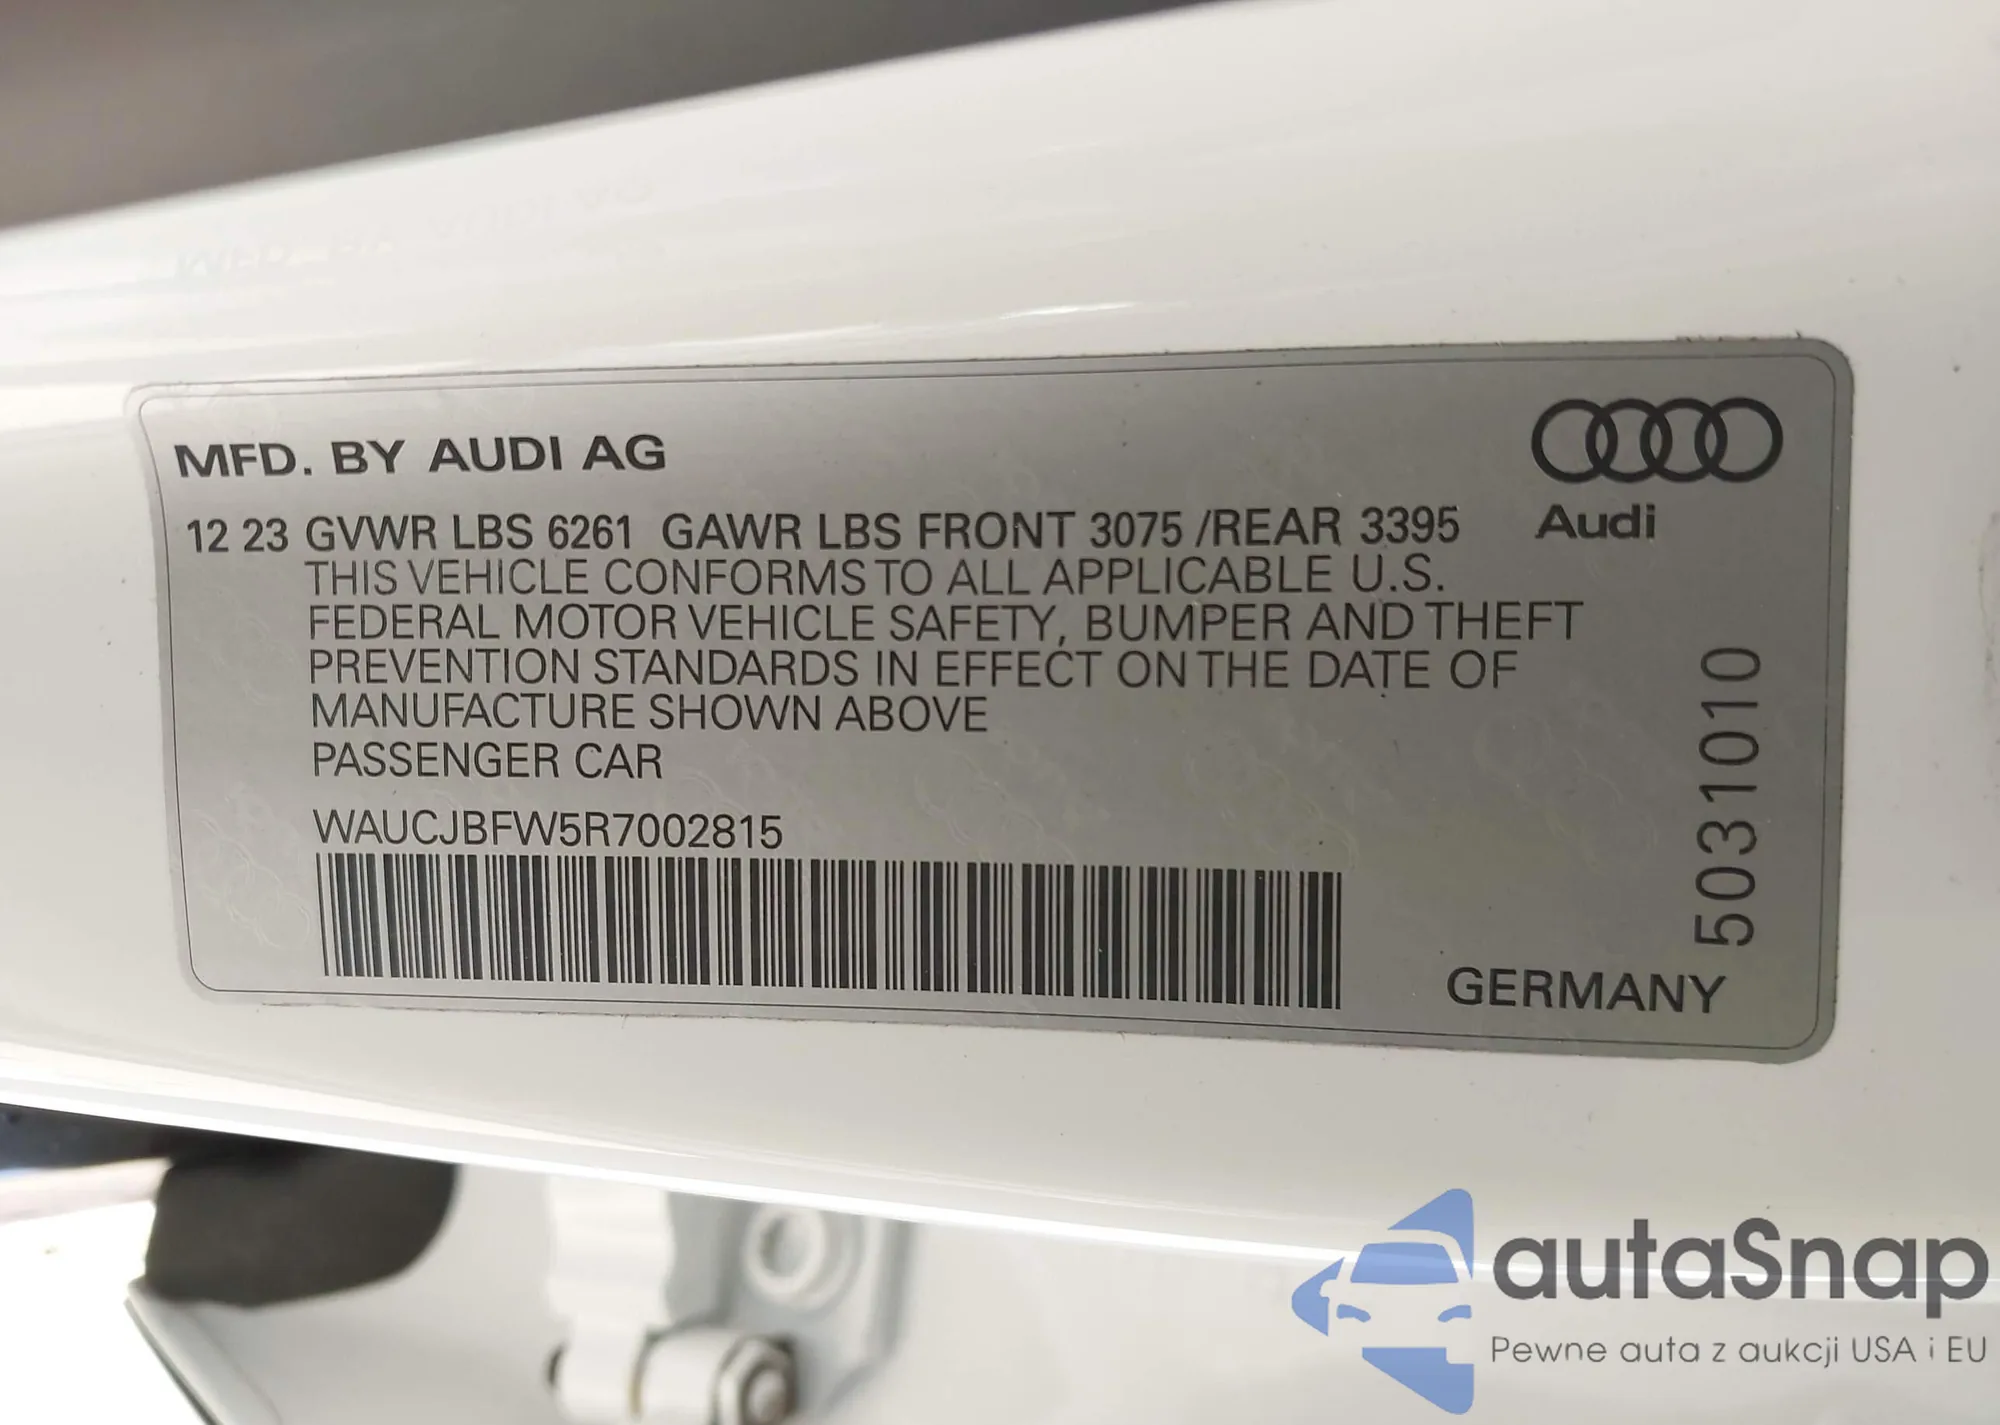 MFD. BY AUDI AG
Audi
12 23 GVWR LBS 6261 GAWR LBS FRONT 3075 /REAR 3395
THIS VEHICLE CONFORMS TO ALL APPLICABLE U.S.
FEDERAL MOTOR VEHICLE SAFETY, BUMPER AND THEFT
PREVENTION STANDARDS IN EFFECT ON THE DATE OF
MANUFACTURE SHOWN ABOVE
PASSENGER CAR
WAUCJBFW5R7002815
5031010
GERMANY
autaSnap
Pewne auta z aukcji USA i EU